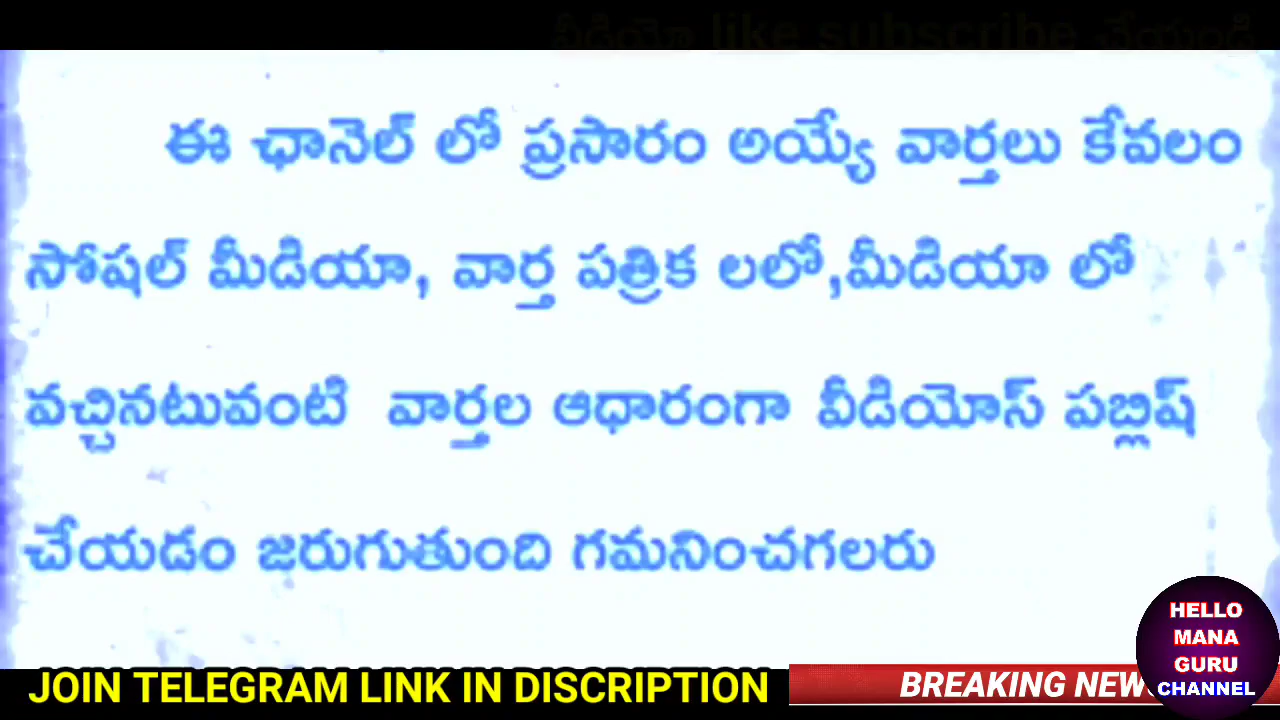 వీడియో like subscribe చేయండి
ఈ ఛానెల్ లో ప్రసారం అయ్యే వార్తలు కేవలం
సోషల్ మీడియా, వార్త పత్రిక లలో,మీడియా లో
వచ్చినటువంటి వార్తల ఆధారంగా వీడియోస్ పబ్లిష్
చేయడం జరుగుతుంది గమనించగలరు
JOIN TELEGRAM LINK IN DISCRIPTION
BREAKING NEWS
HELLO
MANA
GURU
CHANNEL